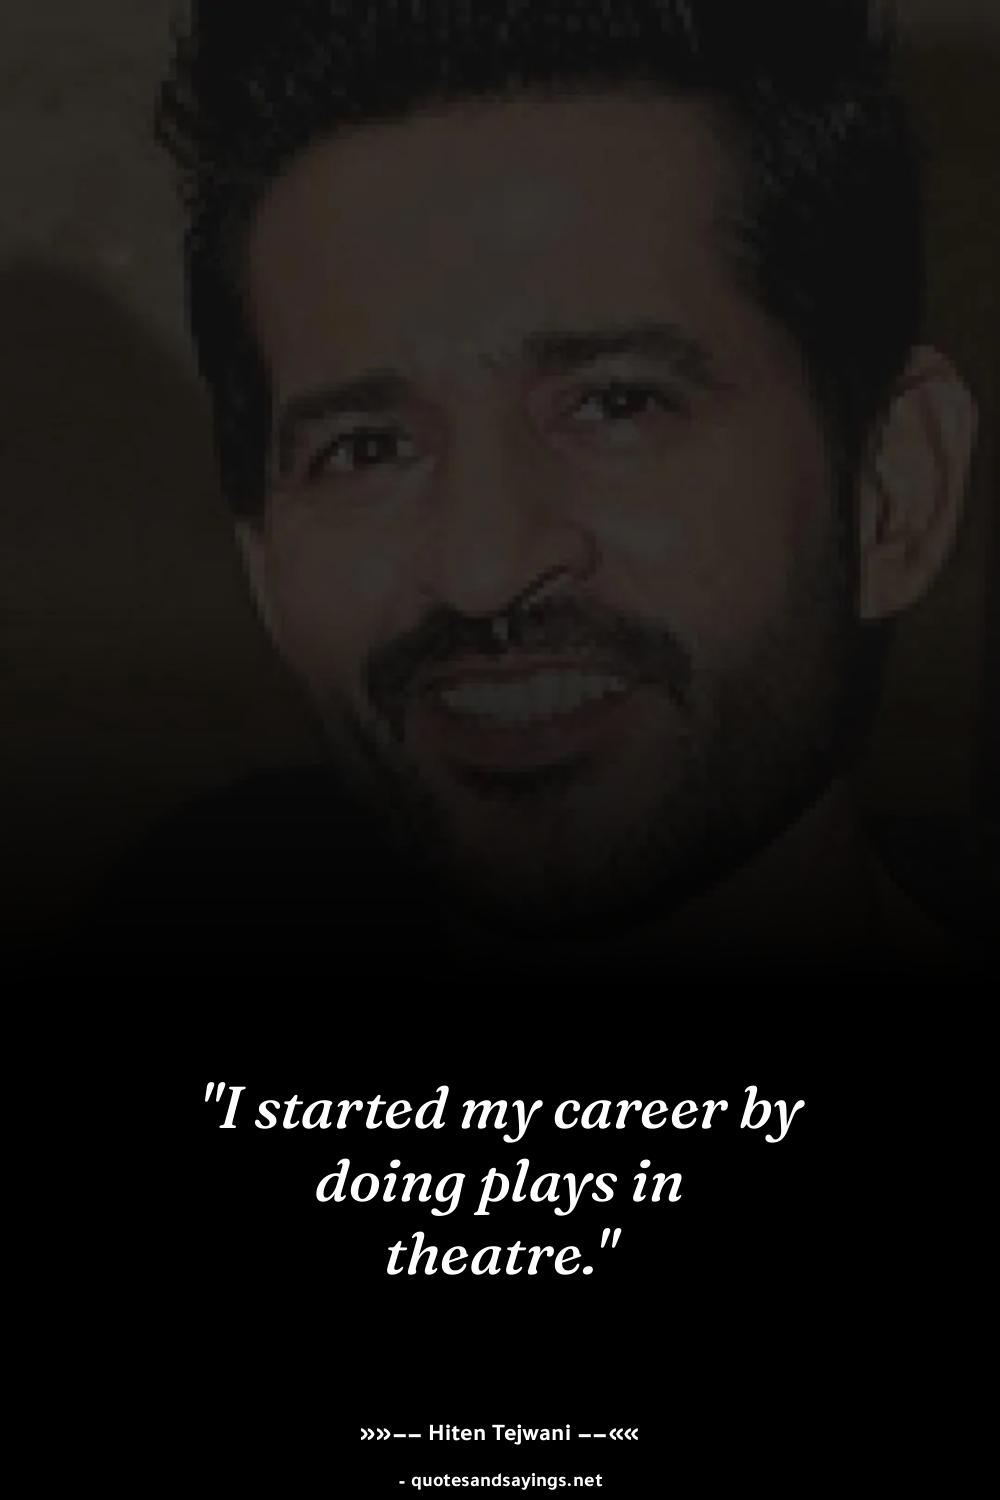 "I started my career by
doing plays in
theatre."
»»−− Hiten Tejwani −−««
- quotesandsayings.net